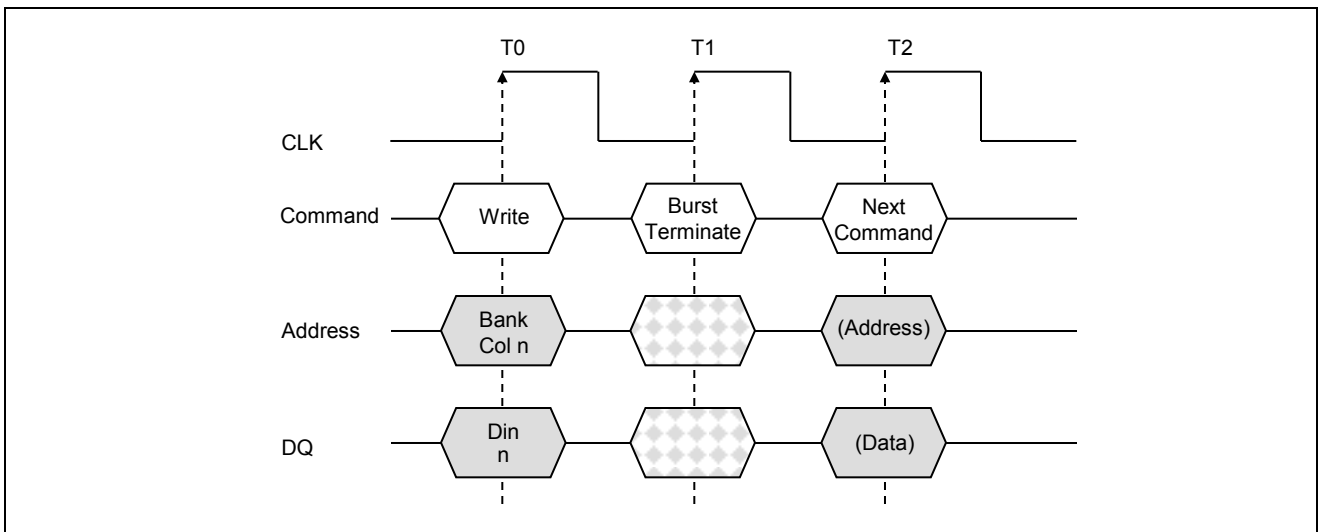 T0 T1 T2
CLK
Command Write Burst Terminate Next Command
Address Bank Col n (Address)
DQ Din n (Data)